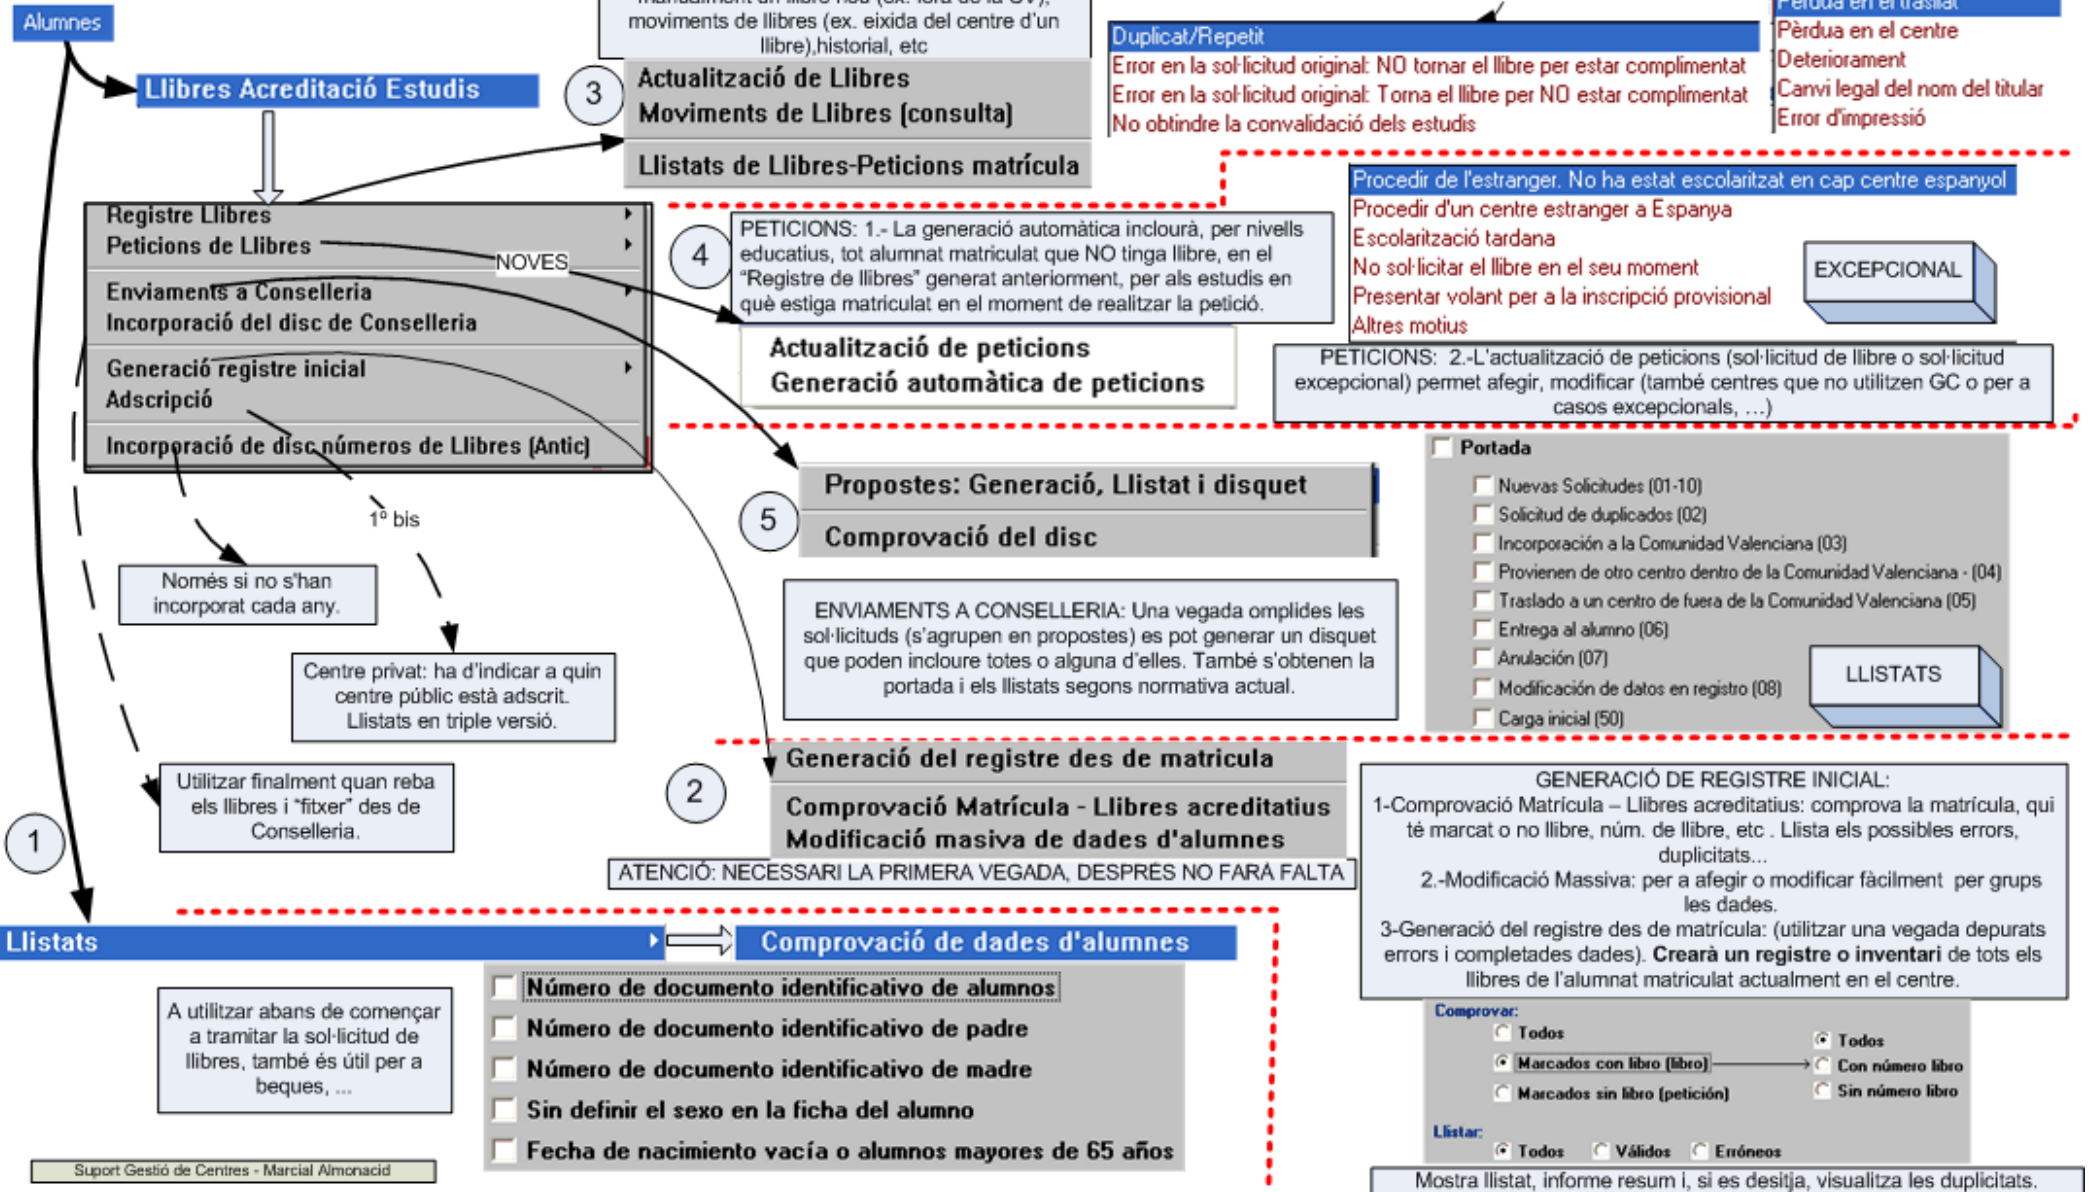 Alumnes
Llibres Acreditació Estudis
moviments de llibres (ex. eixida del centre d'un
llibre),historial, etc
3
Actualització de Llibres
Moviments de Llibres (consulta)
Llistats de Llibres-Peticions matrícula
Duplicat/Repetit
Error en la sol·licitud original: NO tornar el llibre per estar complimentat
Error en la sol·licitud original: Torna el llibre per NO estar complimentat
No obtindre la convalidació dels estudis
Pèrdua en el trasllat
Pèrdua en el centre
Deteriorament
Canvi legal del nom del titular
Error d'impressió
Registre Llibres
Peticions de Llibres
NOVES
Enviaments a Conselleria
Incorporació del disc de Conselleria
Generació registre inicial
Adscripció
Incorporació de disc números de Llibres (Antic)
4
PETICIONS: 1.- La generació automàtica inclourà, per nivells
educatius, tot alumnat matriculat que NO tinga llibre, en el
“Registre de llibres” generat anteriorment, per als estudis en
què estiga matriculat en el moment de realitzar la petició.
Actualització de peticions
Generació automàtica de peticions
Procedir de l'estranger. No ha estat escolaritzat en cap centre espanyol
Procedir d'un centre estranger a Espanya
Escolarització tardana
No sol·licitar el llibre en el seu moment
Presentar volant per a la inscripció provisional
Altres motius
EXCEPCIONAL
PETICIONS: 2.-L'actualització de peticions (sol·licitud de llibre o sol·licitud
excepcional) permet afegir, modificar (també centres que no utilitzen GC o per a
casos excepcionals, …)
1º bis
Només si no s'han
incorporat cada any.
Centre privat: ha d'indicar a quin
centre públic està adscrit.
Llistats en triple versió.
Utilitzar finalment quan reba
els llibres i “fitxer” des de
Conselleria.
5
Propostes: Generació, Llistat i disquet
Comprovació del disc
ENVIAMENTS A CONSELLERIA: Una vegada omplides les
sol·licituds (s'agrupen en propostes) es pot generar un disquet
que poden incloure totes o alguna d'elles. També s'obtenen la
portada i els llistats segons normativa actual.
Portada
Nuevas Solicitudes (01-10)
Solicitud de duplicados (02)
Incorporación a la Comunidad Valenciana (03)
Provienen de otro centro dentro de la Comunidad Valenciana - (04)
Traslado a un centro de fuera de la Comunidad Valenciana (05)
Entrega al alumno (06)
Anulación (07)
Modificación de datos en registro (08)
Carga inicial (50)
LLISTATS
2
Generació del registre des de matricula
Comprovació Matrícula - Llibres acreditatius
Modificació masiva de dades d'alumnes
ATENCIÓ: NECESSARI LA PRIMERA VEGADA, DESPRÉS NO FARÀ FALTA
GENERACIÓ DE REGISTRE INICIAL:
1-Comprovació Matrícula – Llibres acreditatius: comprova la matrícula, qui
té marcat o no llibre, núm. de llibre, etc . Llista els possibles errors,
duplicitats...
2.-Modificació Massiva: per a afegir o modificar fàcilment per grups
les dades.
3-Generació del registre des de matrícula: (utilitzar una vegada depurats
errors i completades dades). Crearà un registre o inventari de tots els
llibres de l'alumnat matriculat actualment en el centre.
Comprovar:
Todos
Marcados con libro (libro)
Marcados sin libro (petición)
Todos
Con número libro
Sin número libro
Llistar:
Todos Válidos Erróneos
Mostra llistat, informe resum i, si es desitja, visualitza les duplicitats.
1
Llistats
Comprovació de dades d'alumnes
A utilitzar abans de començar
a tramitar la sol·licitud de
llibres, també és útil per a
beques, ...
Número de documento identificativo de alumnos
Número de documento identificativo de padre
Número de documento identificativo de madre
Sin definir el sexo en la ficha del alumno
Fecha de nacimiento vacía o alumnos mayores de 65 años
Suport Gestió de Centres - Marcial Almonacid